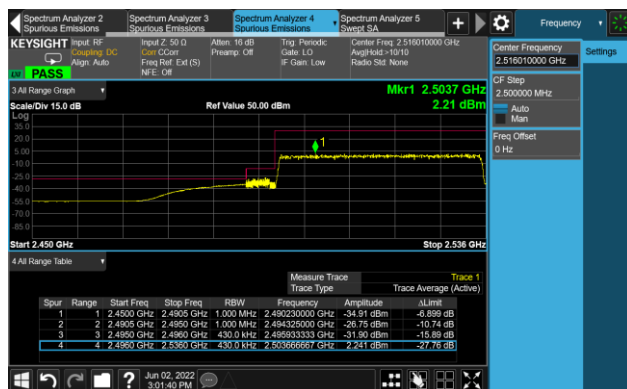 Spectrum Analyzer 2 Spurious Emissions
Spectrum Analyzer 3 Spurious Emissions
Spectrum Analyzer 4 Spurious Emissions
Spectrum Analyzer 5 Swept SA
+
Frequency
KEYSIGHT Input: RF Input Z: 50 Ω Atten: 16 dB Trig: Periodic Center Freq: 2.516010000 GHz
Coupling: DC Corr CCorr Preamp: Off Gate: LO Avg|Hold:>10/10
Align: Auto Freq Ref: Ext (S) IF Gain: Low Radio Std: None
NFE: Off
PASS
3 All Range Graph
Mkr1 2.5037 GHz
Scale/Div 15.0 dB Ref Value 50.00 dBm 2.21 dBm
Log
35.0
20.0
5.00
-10.0
-25.0
-40.0
-55.0
-70.0
-85.0
1
Start 2.450 GHz Stop 2.536 GHz
4 All Range Table
Measure Trace Trace 1
Trace Type Trace Average (Active)
Spur Range Start Freq Stop Freq RBW Frequency Amplitude ΔLimit
1 1 2.4500 GHz 2.4905 GHz 1.000 MHz 2.490230000 GHz -34.91 dBm -6.899 dB
2 2 2.4905 GHz 2.4950 GHz 1.000 MHz 2.494325000 GHz -26.75 dBm -10.74 dB
3 3 2.4950 GHz 2.4960 GHz 430.0 kHz 2.495933333 GHz -31.90 dBm -15.89 dB
4 4 2.4960 GHz 2.5360 GHz 430.0 kHz 2.503666667 GHz 2.241 dBm -27.76 dB
Center Frequency
2.516010000 GHz
Settings
CF Step
2.500000 MHz
Auto
Man
Freq Offset
0 Hz
?
Jun 02, 2022
3:01:40 PM